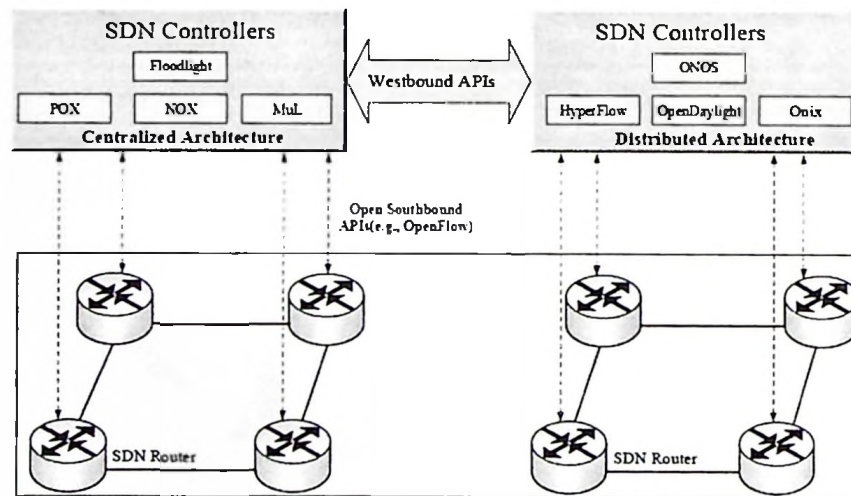 SDN Controllers
Floodlight
POX
NOX
MuL
Centralized Architecture
Westbound APIs
SDN Controllers
ONOS
HyperFlow
OpenDaylight
Onix
Distributed Architecture
Open Southbound
APIs(e.g., OpenFlow)
SDN Router
SDN Router